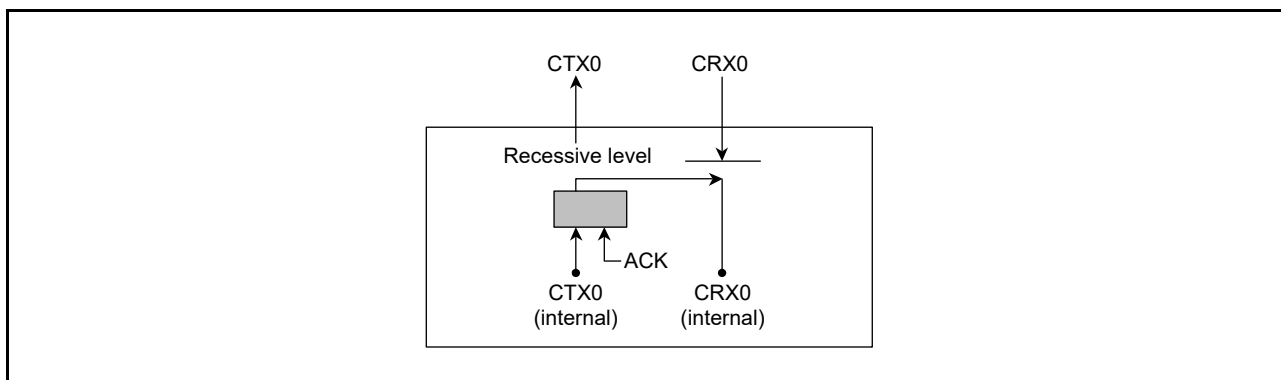 CTX0
CRX0
Recessive level
ACK
CTX0
(internal)
CRX0
(internal)